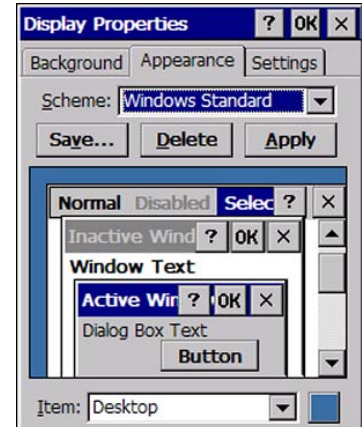 Display Properties ? OK ×
Background Appearance Settings
Scheme: Windows Standard
Save... Delete Apply
Normal Disabled Selec ? ×
Inactive Wind ? OK ×
Window Text
Active Win ? OK ×
Dialog Box Text
Button
Item: Desktop